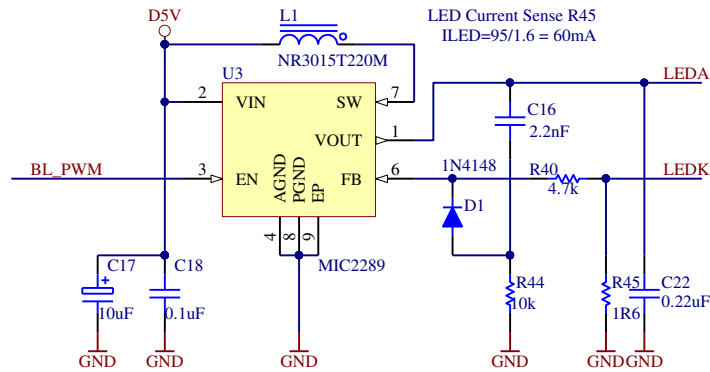 D5V
L1
LED Current Sense R45
ILED=95/1.6 = 60mA
NR3015T220M
U3
LEDA
2
VIN
SW
7
C16
2.2nF
VOUT
1
BL_PWM
3
EN
FB
6
1N4148
R40
4.7k
LEDK
AGND
PGND
EP
D1
4
8
9
MIC2289
C17
10uF
C18
0.1uF
R44
10k
R45
1R6
C22
0.22uF
GND
GND
GND
GND
GND
GND